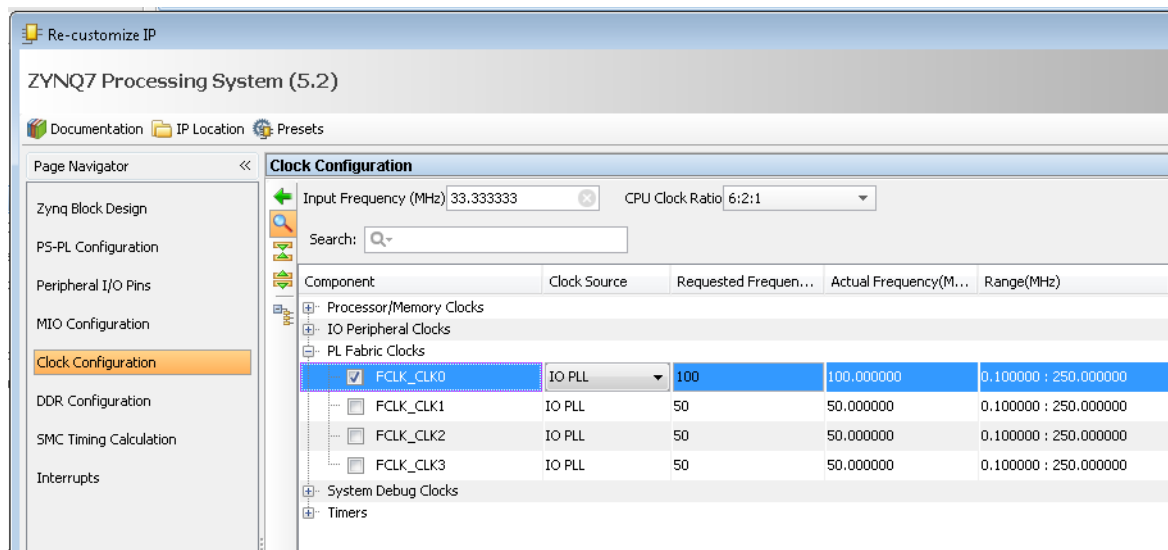 Re-customize IP
ZYNQ7 Processing System (5.2)
Documentation IP Location Presets
Page Navigator «
Zynq Block Design
PS-PL Configuration
Peripheral I/O Pins
MIO Configuration
Clock Configuration
DDR Configuration
SMC Timing Calculation
Interrupts
Clock Configuration
Input Frequency (MHz) 33.333333 CPU Clock Ratio 6:2:1
Search:
Component Clock Source Requested Frequen... Actual Frequency(M... Range(MHz)
Processor/Memory Clocks
IO Peripheral Clocks
PL Fabric Clocks
FCLK_CLK0 IO PLL 100 100.000000 0.100000 : 250.000000
FCLK_CLK1 IO PLL 50 50.000000 0.100000 : 250.000000
FCLK_CLK2 IO PLL 50 50.000000 0.100000 : 250.000000
FCLK_CLK3 IO PLL 50 50.000000 0.100000 : 250.000000
System Debug Clocks
Timers